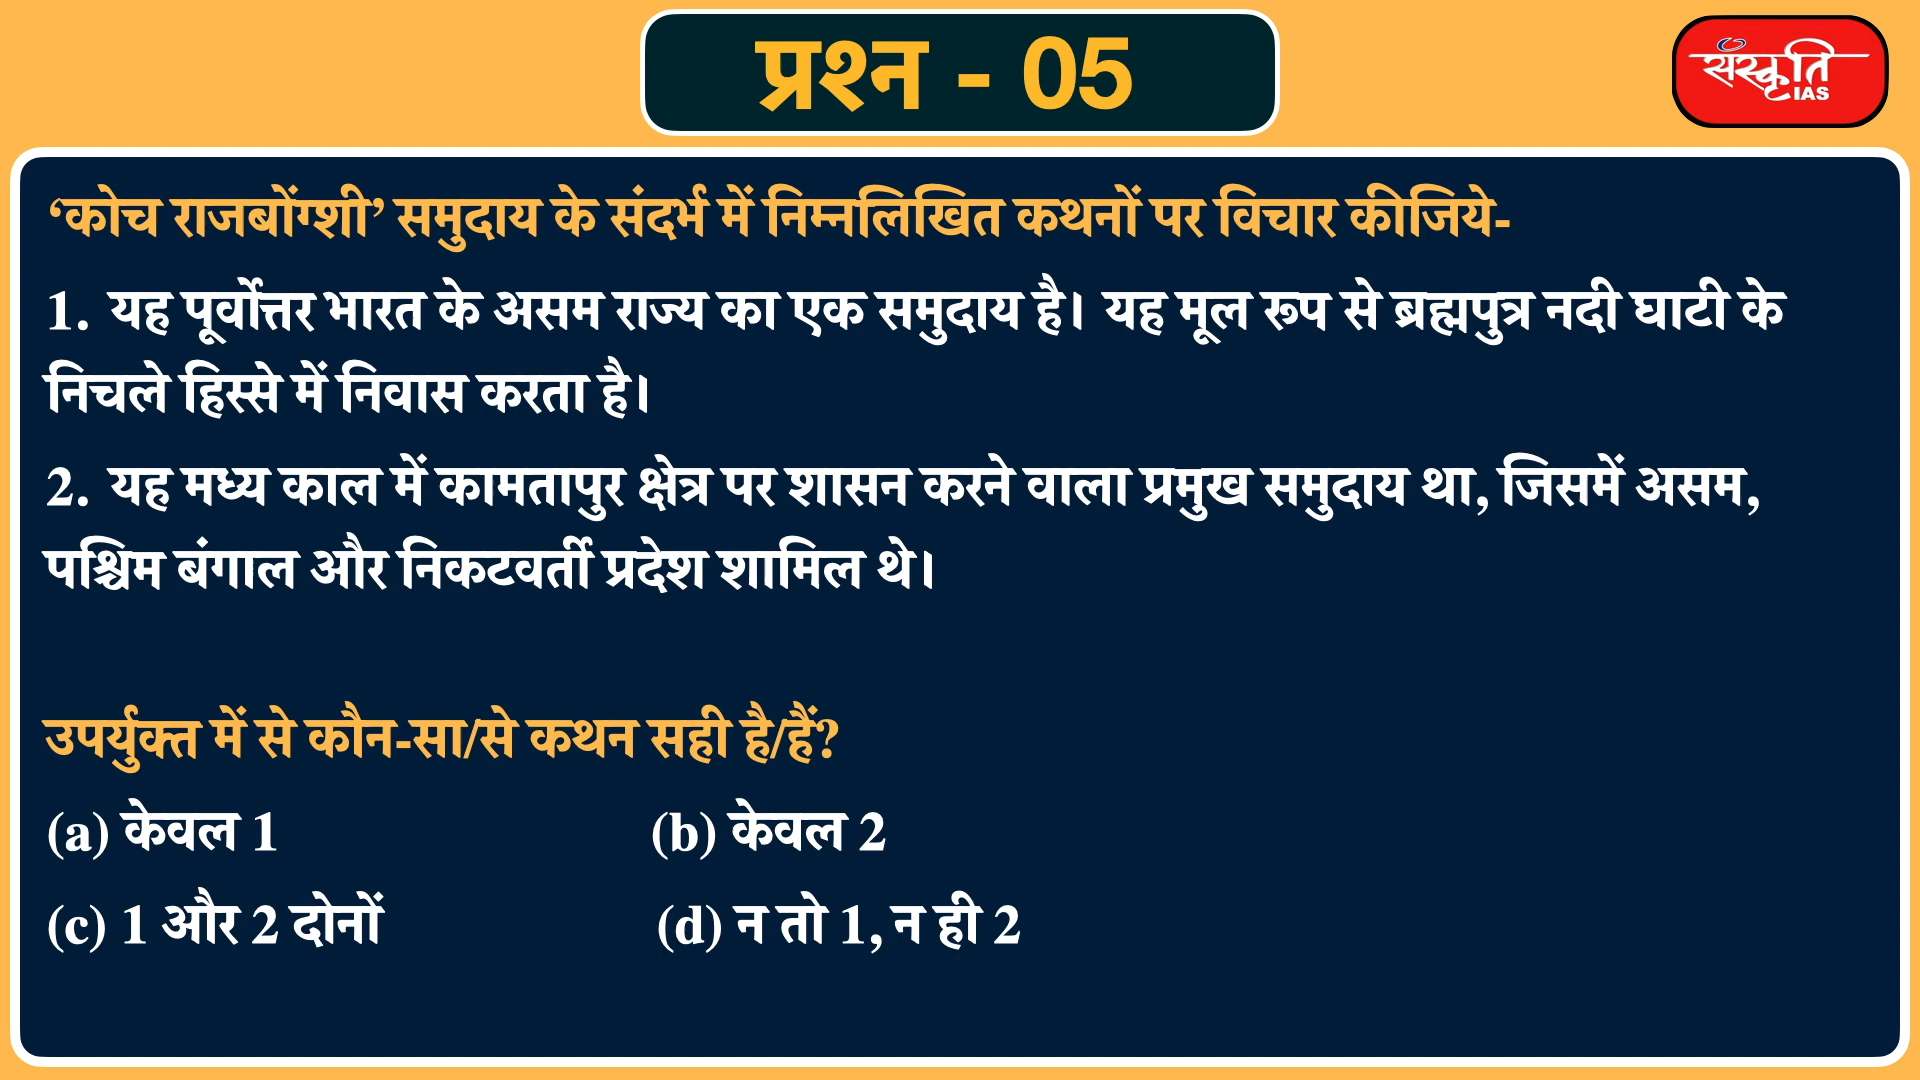 प्रश्न - 05
संस्कृति
IAS
‘कोच राजबोंग्शी’ समुदाय के संदर्भ में निम्नलिखित कथनों पर विचार कीजिये-
1. यह पूर्वोत्तर भारत के असम राज्य का एक समुदाय है। यह मूल रूप से ब्रह्मपुत्र नदी घाटी के
निचले हिस्से में निवास करता है।
2. यह मध्य काल में कामतापुर क्षेत्र पर शासन करने वाला प्रमुख समुदाय था, जिसमें असम,
पश्चिम बंगाल और निकटवर्ती प्रदेश शामिल थे।
उपर्युक्त में से कौन-सा/से कथन सही है/हैं?
(a) केवल 1 (b) केवल 2
(c) 1 और 2 दोनों (d) न तो 1, न ही 2